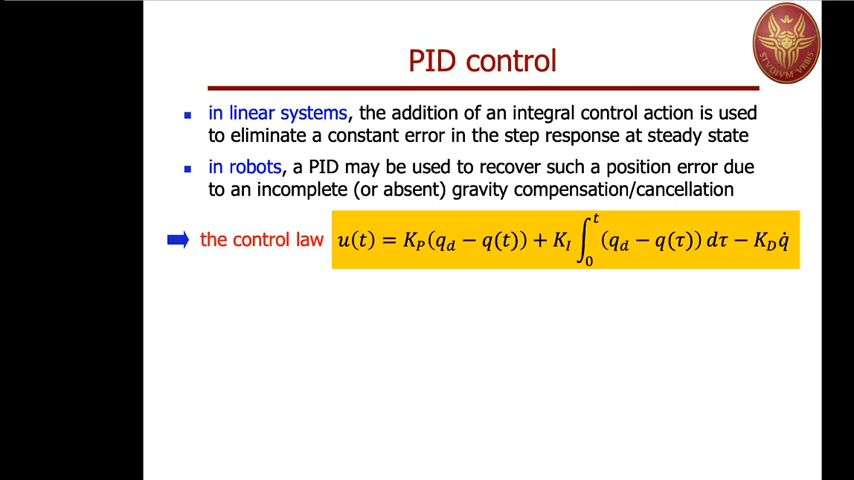 PID control
STVDIVM VRBIS
▪ in linear systems, the addition of an integral control action is used
to eliminate a constant error in the step response at steady state
▪ in robots, a PID may be used to recover such a position error due
to an incomplete (or absent) gravity compensation/cancellation
the control law u(t) = K_P(q_d − q(t)) + K_I ∫_0^t (q_d − q(τ)) dτ − K_D q̇